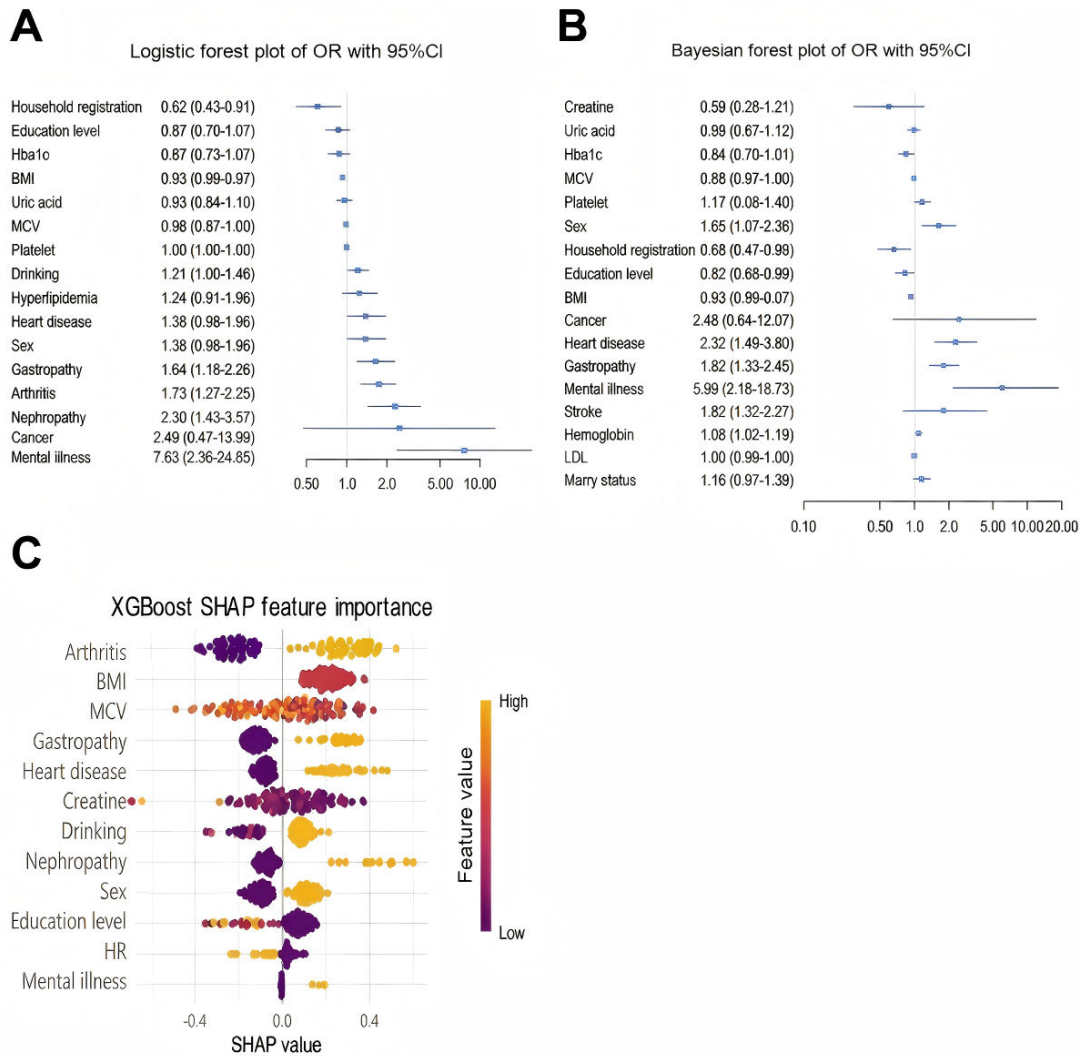 A
Logistic forest plot of OR with 95%CI
Household registration 0.62 (0.43-0.91)
Education level 0.87 (0.70-1.07)
Hba1o 0.87 (0.73-1.07)
BMI 0.93 (0.99-0.97)
Uric acid 0.93 (0.84-1.10)
MCV 0.98 (0.87-1.00)
Platelet 1.00 (1.00-1.00)
Drinking 1.21 (1.00-1.46)
Hyperlipidemia 1.24 (0.91-1.96)
Heart disease 1.38 (0.98-1.96)
Sex 1.38 (0.98-1.96)
Gastropathy 1.64 (1.18-2.26)
Arthritis 1.73 (1.27-2.25)
Nephropathy 2.30 (1.43-3.57)
Cancer 2.49 (0.47-13.99)
Mental illness 7.63 (2.36-24.85)
0.50 1.0 2.0 5.00 10.00
B
Bayesian forest plot of OR with 95%CI
Creatine 0.59 (0.28-1.21)
Uric acid 0.99 (0.67-1.12)
Hba1c 0.84 (0.70-1.01)
MCV 0.88 (0.97-1.00)
Platelet 1.17 (0.08-1.40)
Sex 1.65 (1.07-2.36)
Household registration 0.68 (0.47-0.98)
Education level 0.82 (0.68-0.99)
BMI 0.93 (0.99-0.07)
Cancer 2.48 (0.64-12.07)
Heart disease 2.32 (1.49-3.80)
Gastropathy 1.82 (1.33-2.45)
Mental illness 5.99 (2.18-18.73)
Stroke 1.82 (1.32-2.27)
Hemoglobin 1.08 (1.02-1.19)
LDL 1.00 (0.99-1.00)
Marry status 1.16 (0.97-1.39)
0.10 0.50 1.0 2.0 5.00 10.00 20.00
C
XGBoost SHAP feature importance
Arthritis
BMI
MCV
Gastropathy
Heart disease
Creatine
Drinking
Nephropathy
Sex
Education level
HR
Mental illness
-0.4 0.0 0.4
SHAP value
High
Feature value
Low